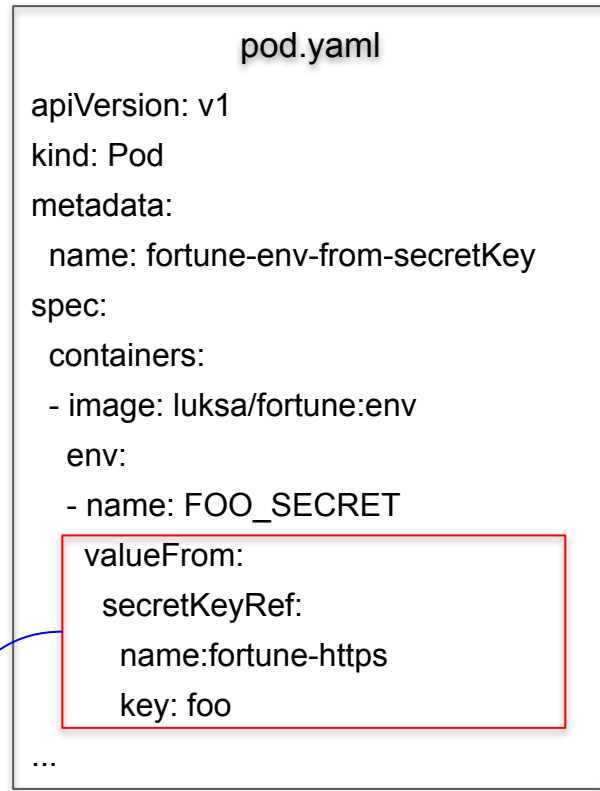 pod.yaml
apiVersion: v1
kind: Pod
metadata:
  name: fortune-env-from-secretKey
spec:
  containers:
  - image: luksa/fortune:env
    env:
    - name: FOO_SECRET
      valueFrom:
        secretKeyRef:
          name:fortune-https
          key: foo
...